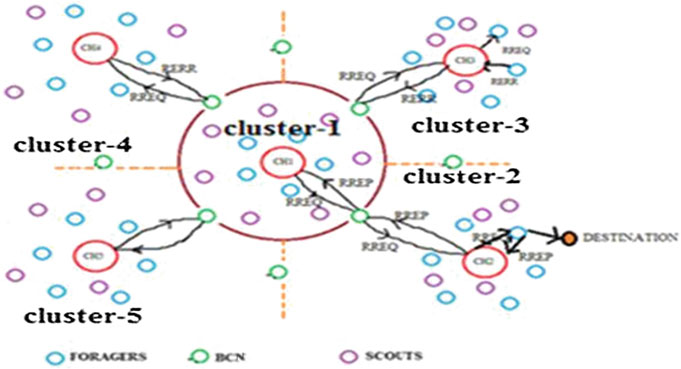 CH4
RERR
RREQ
RREQ
RERR
CH3
RREQ
RERR
cluster-1
cluster-3
cluster-4
CH1
cluster-2
RREP
RREQ
RREP
RREQ
CH5
CH2
RREP
DESTINATION
cluster-5
FORAGERS
BCN
SCOUTS